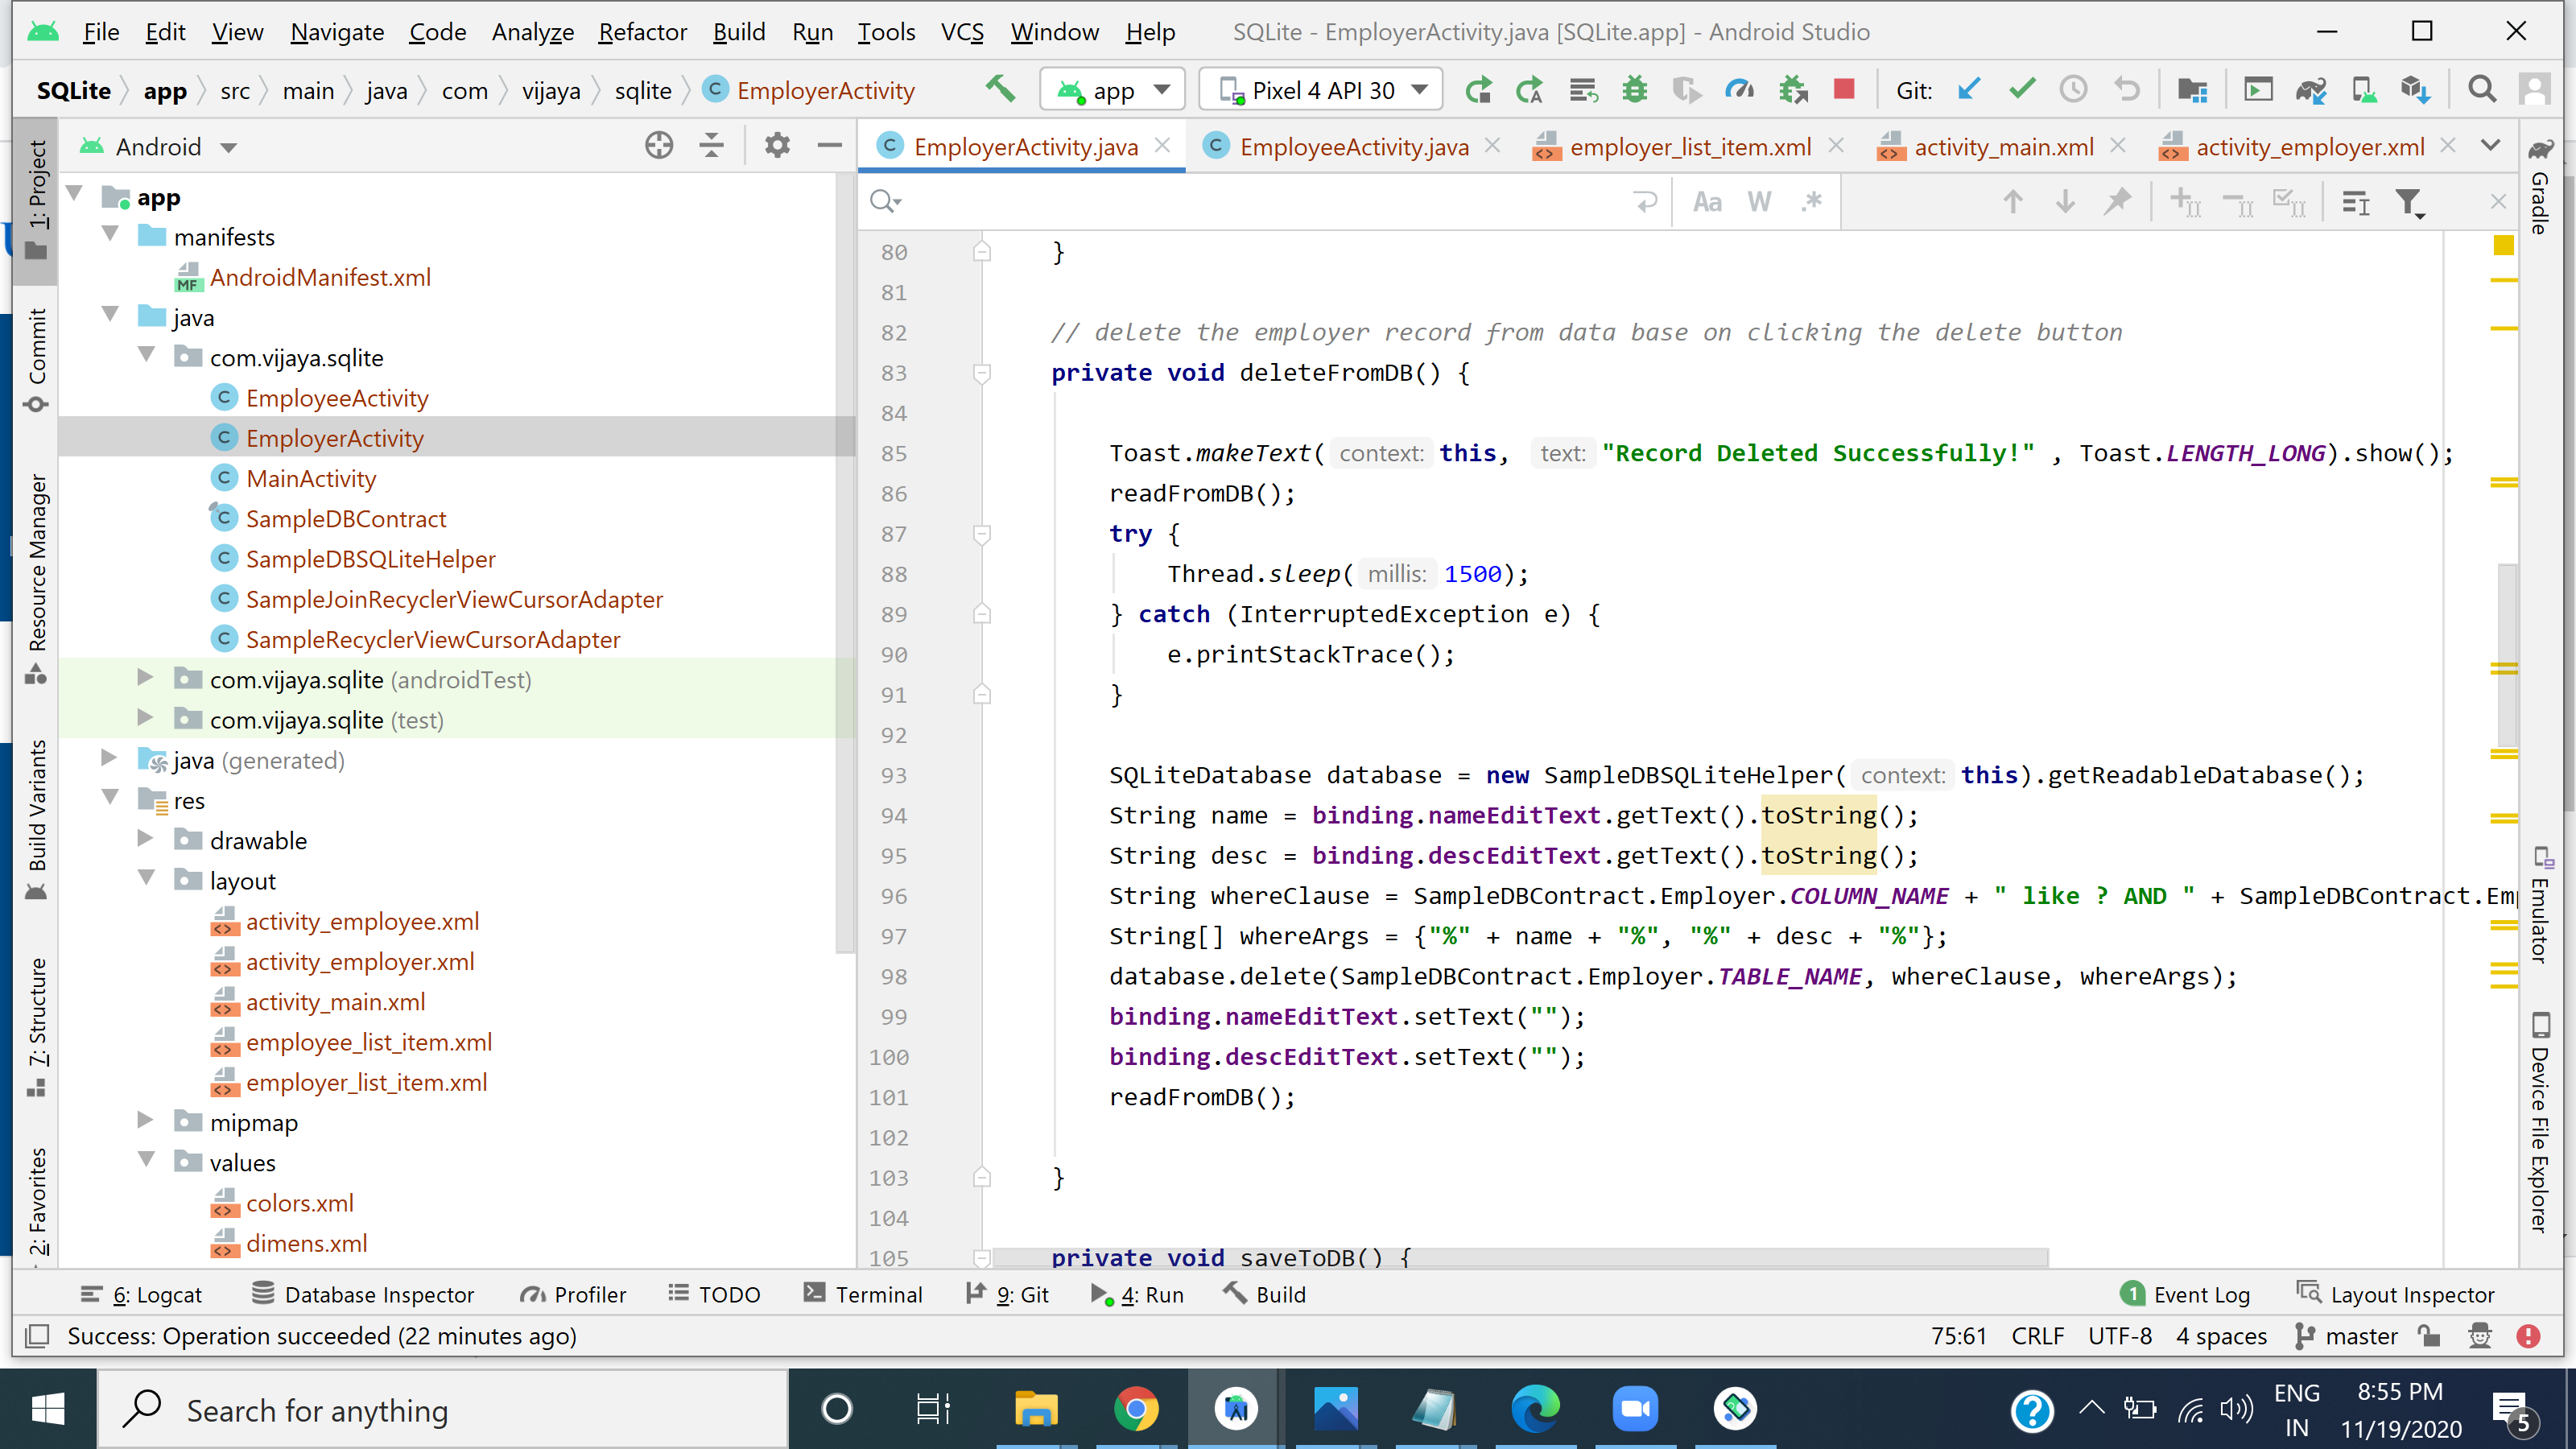 File Edit View Navigate Code Analyze Refactor Build Run Tools VCS Window Help SQLite - EmployerActivity.java [SQLite.app] - Android Studio
SQLite app src main java com vijaya sqlite EmployerActivity app Pixel 4 API 30 Git:
Android
EmployerActivity.java EmployeeActivity.java employer_list_item.xml activity_main.xml activity_employer.xml
Aa W .*
1: Project
Commit
Resource Manager
Build Variants
7: Structure
2: Favorites
app
manifests
AndroidManifest.xml
java
com.vijaya.sqlite
EmployeeActivity
EmployerActivity
MainActivity
SampleDBContract
SampleDBSQLiteHelper
SampleJoinRecyclerViewCursorAdapter
SampleRecyclerViewCursorAdapter
com.vijaya.sqlite (androidTest)
com.vijaya.sqlite (test)
java (generated)
res
drawable
layout
activity_employee.xml
activity_employer.xml
activity_main.xml
employee_list_item.xml
employer_list_item.xml
mipmap
values
colors.xml
dimens.xml
80 }
81
82 // delete the employer record from data base on clicking the delete button
83 private void deleteFromDB() {
84
85 Toast.makeText( context: this, text: "Record Deleted Successfully!" , Toast.LENGTH_LONG).show();
86 readFromDB();
87 try {
88 Thread.sleep( millis: 1500);
89 } catch (InterruptedException e) {
90 e.printStackTrace();
91 }
92
93 SQLiteDatabase database = new SampleDBSQLiteHelper( context: this).getReadableDatabase();
94 String name = binding.nameEditText.getText().toString();
95 String desc = binding.descEditText.getText().toString();
96 String whereClause = SampleDBContract.Employer.COLUMN_NAME + " like ? AND " + SampleDBContract.Emp
97 String[] whereArgs = {"%" + name + "%", "%" + desc + "%"};
98 database.delete(SampleDBContract.Employer.TABLE_NAME, whereClause, whereArgs);
99 binding.nameEditText.setText("");
100 binding.descEditText.setText("");
101 readFromDB();
102
103 }
104
105 private void saveToDB() {
Gradle
Emulator
Device File Explorer
6: Logcat Database Inspector Profiler TODO Terminal 9: Git 4: Run Build 1 Event Log Layout Inspector
Success: Operation succeeded (22 minutes ago) 75:61 CRLF UTF-8 4 spaces master
Search for anything
ENG
IN
8:55 PM
11/19/2020
5